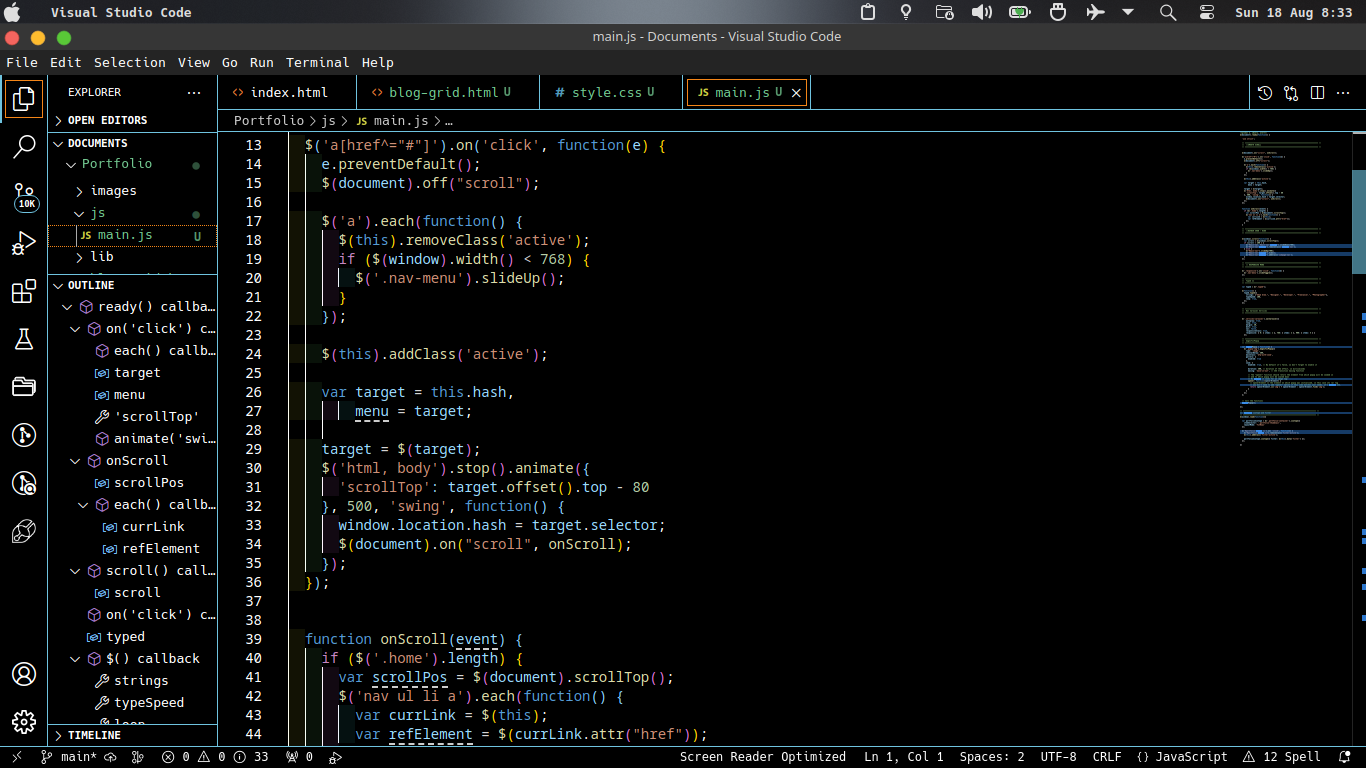 Visual Studio Code
Sun 18 Aug 8:33
main.js - Documents - Visual Studio Code
File Edit Selection View Go Run Terminal Help
EXPLORER ...
index.html
blog-grid.html U
# style.css U
JS main.js U
OPEN EDITORS
Portfolio > js > JS main.js > ...
DOCUMENTS
Portfolio
images
js
JS main.js U
lib
10K
OUTLINE
ready() callba...
on('click') c...
each() callb...
target
menu
'scrollTop'
animate('swi...
onScroll
scrollPos
each() callb...
currLink
refElement
scroll() call...
scroll
on('click') c...
typed
$() callback
strings
typeSpeed
TIMELINE
13 $('a[href^="#"]').on('click', function(e) {
14 e.preventDefault();
15 $(document).off("scroll");
16
17 $('a').each(function() {
18 $(this).removeClass('active');
19 if ($(window).width() < 768) {
20 $('.nav-menu').slideUp();
21 }
22 });
23
24 $(this).addClass('active');
25
26 var target = this.hash,
27 menu = target;
28
29 target = $(target);
30 $('html, body').stop().animate({
31 'scrollTop': target.offset().top - 80
32 }, 500, 'swing', function() {
33 window.location.hash = target.selector;
34 $(document).on("scroll", onScroll);
35 });
36 });
37
38
39 function onScroll(event) {
40 if ($('.home').length) {
41 var scrollPos = $(document).scrollTop();
42 $('nav ul li a').each(function() {
43 var currLink = $(this);
44 var refElement = $(currLink.attr("href"));
main* 0 0 33 0
Screen Reader Optimized Ln 1, Col 1 Spaces: 2 UTF-8 CRLF {} JavaScript 12 Spell